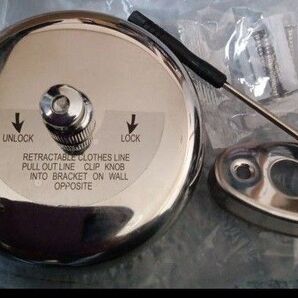 UNLOCK LOCK
RETRACTABLE CLOTHES LINE
PULL OUT LINE CLIP KNOB
INTO BRACKET ON WALL
OPPOSITE